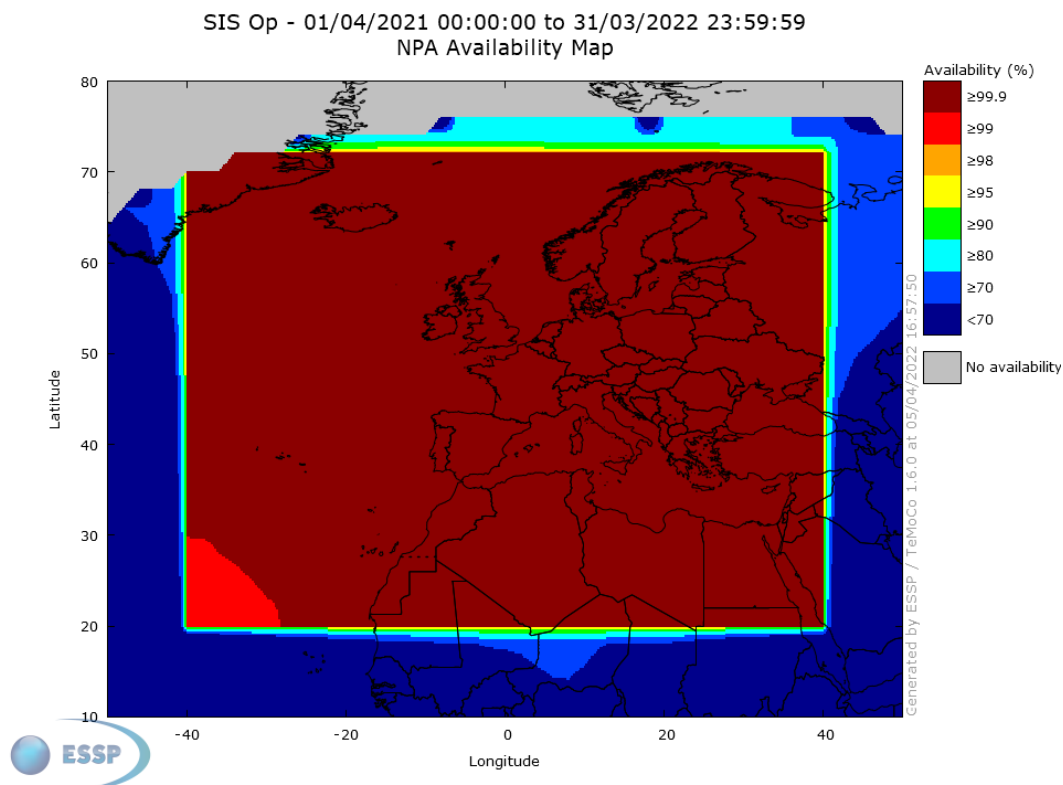 SIS Op - 01/04/2021 00:00:00 to 31/03/2022 23:59:59
NPA Availability Map
Availability (%)
≥99.9
≥99
≥98
≥95
≥90
≥80
≥70
<70
No availability
80
70
60
50
40
30
20
10
Latitude
-40
-20
0
20
40
Longitude
Generated by ESSP / TeMoCo 1.6.0 at 05/04/2022 16:57:50
ESSP